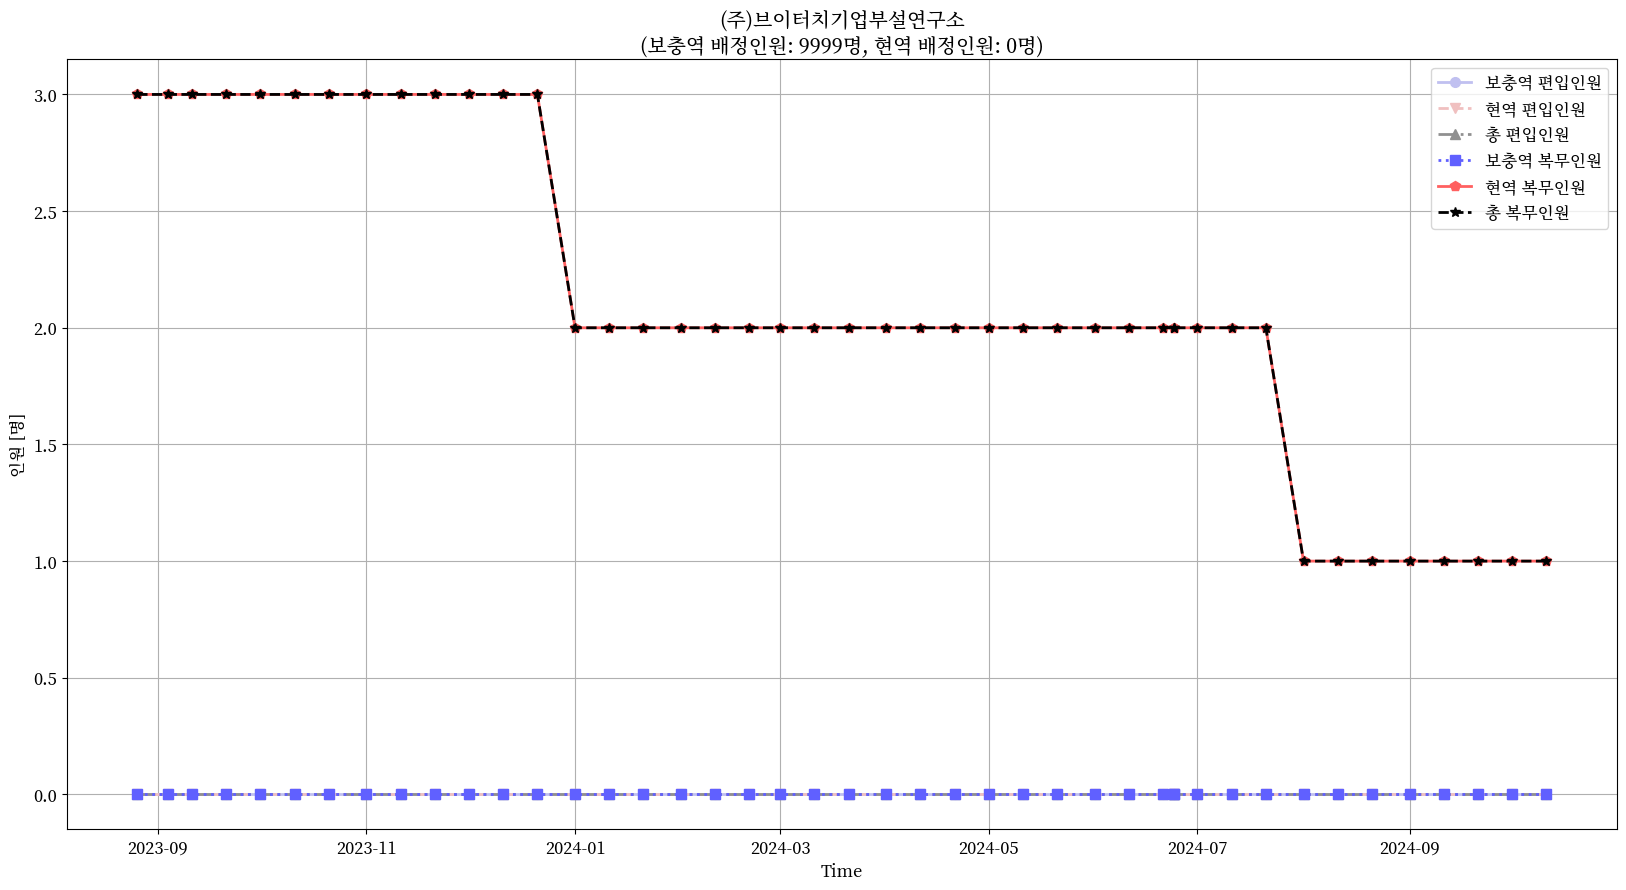 (주)브이터치기업부설연구소
(보충역 배정인원: 9999명, 현역 배정인원: 0명)
보충역 편입인원
현역 편입인원
총 편입인원
보충역 복무인원
현역 복무인원
총 복무인원
3.0
2.5
2.0
1.5
1.0
0.5
0.0
인원 [명]
2023-09
2023-11
2024-01
2024-03
2024-05
2024-07
2024-09
Time